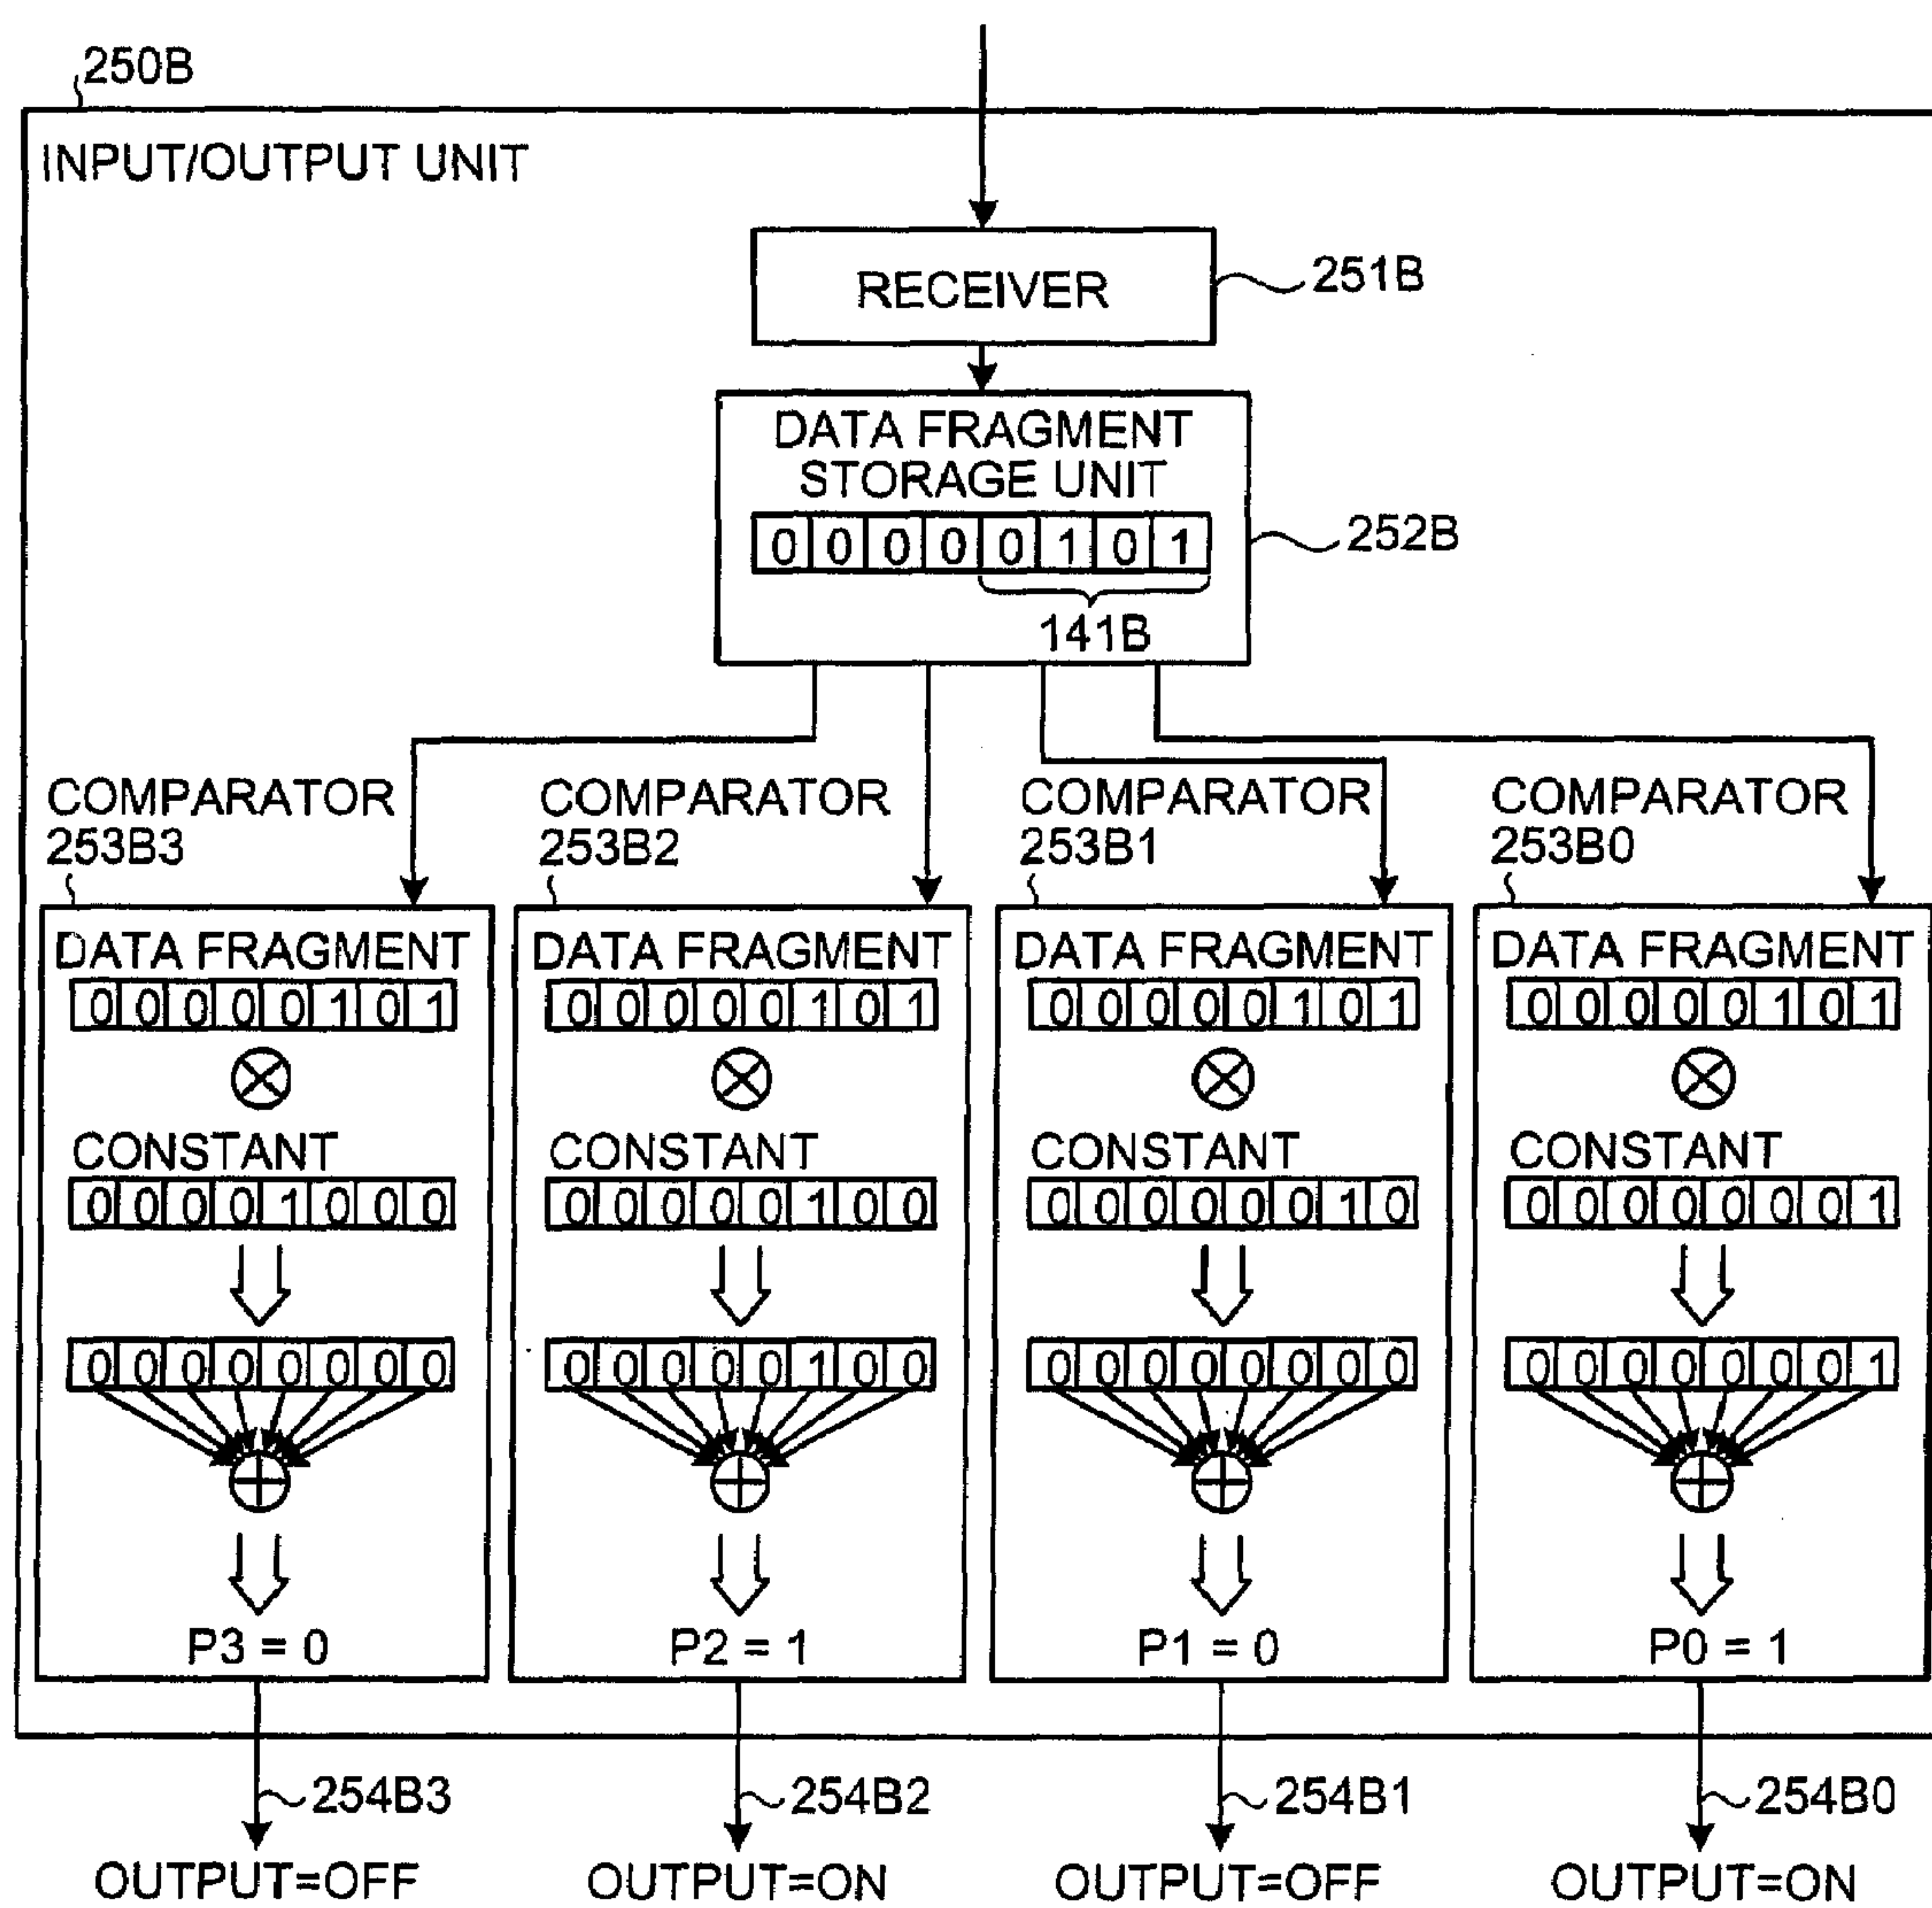 250B
INPUT/OUTPUT UNIT
RECEIVER
251B
DATA FRAGMENT
STORAGE UNIT
0 0 0 0 0 1 0 1
252B
141B
COMPARATOR
253B3
COMPARATOR
253B2
COMPARATOR
253B1
COMPARATOR
253B0
DATA FRAGMENT
0 0 0 0 0 1 0 1
CONSTANT
0 0 0 0 1 0 0 0
0 0 0 0 0 0 0 0
P3 = 0
DATA FRAGMENT
0 0 0 0 0 1 0 1
CONSTANT
0 0 0 0 0 1 0 0
0 0 0 0 0 1 0 0
P2 = 1
DATA FRAGMENT
0 0 0 0 0 1 0 1
CONSTANT
0 0 0 0 0 0 1 0
0 0 0 0 0 0 0 0
P1 = 0
DATA FRAGMENT
0 0 0 0 0 1 0 1
CONSTANT
0 0 0 0 0 0 0 1
0 0 0 0 0 0 0 1
P0 = 1
254B3
254B2
254B1
254B0
OUTPUT=OFF
OUTPUT=ON
OUTPUT=OFF
OUTPUT=ON